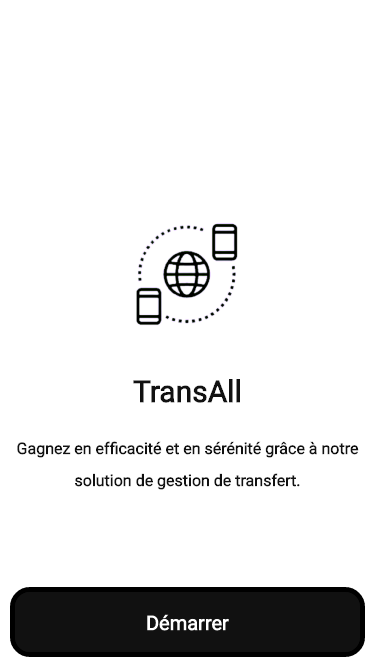 TransAll
Gagnez en efficacité et en sérénité grâce à notre
solution de gestion de transfert.
Démarrer